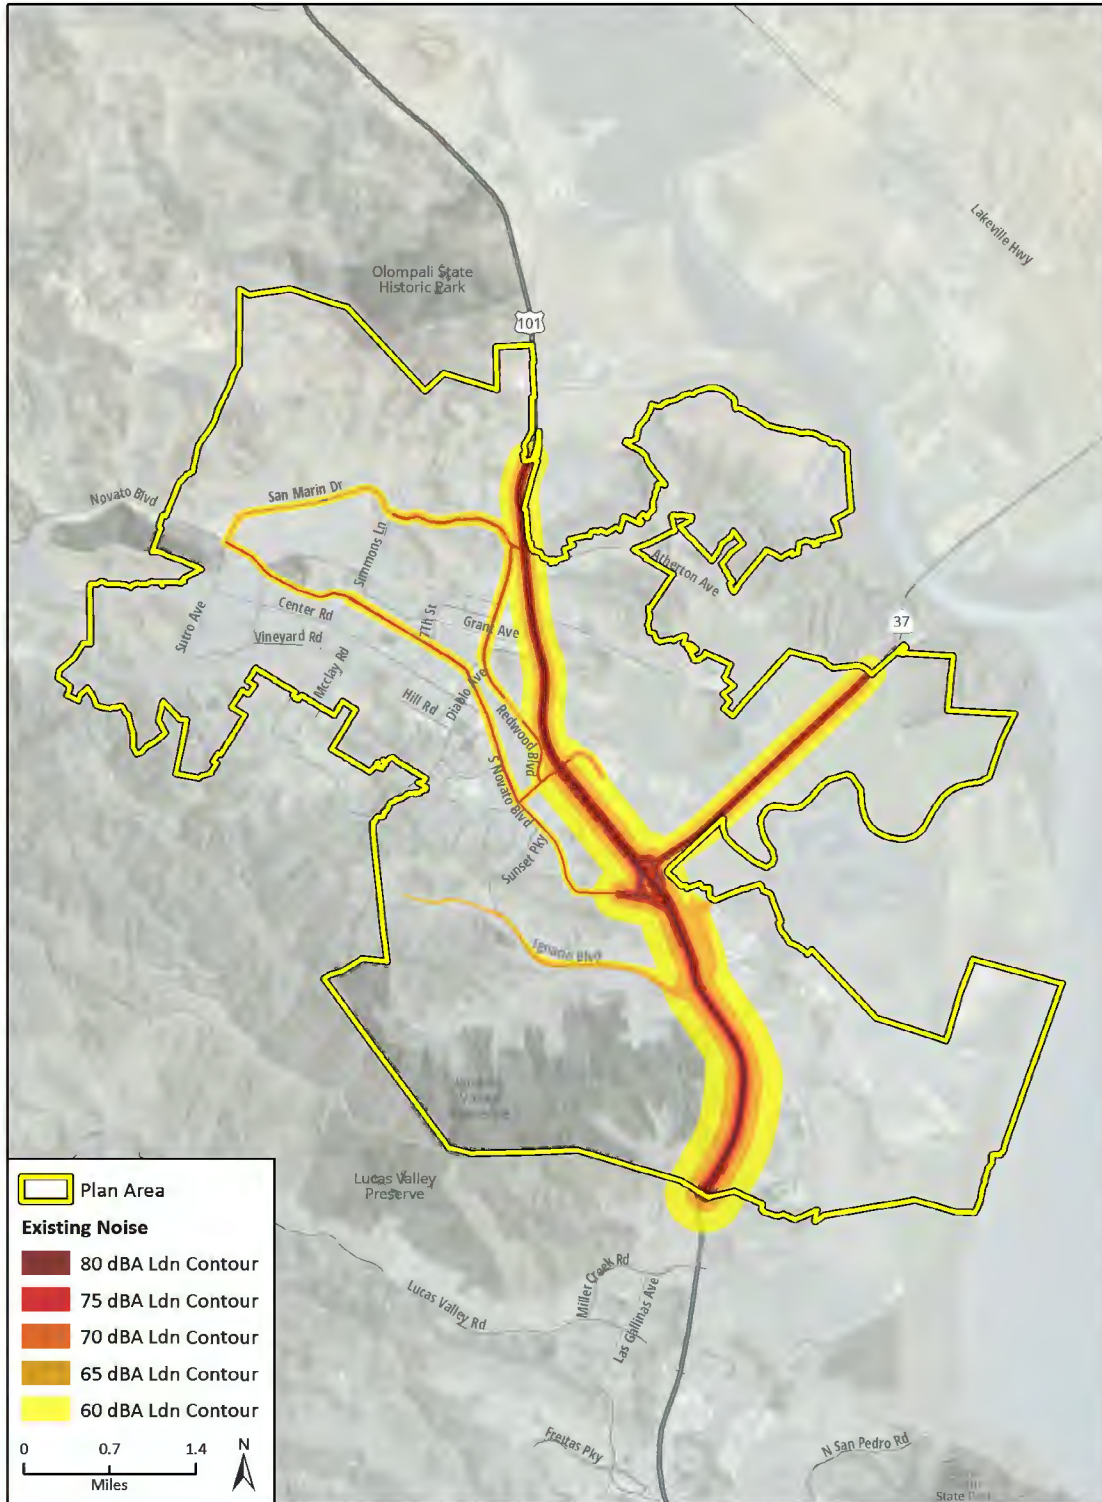 Lakeville Hwy
Olompali State
Historic Park
101
San Marin Dr
Novato Blvd
Simmons Ln
Atherton Ave
37
Center Rd
7Th St
Grant Ave
Sutro Ave
Vineyard Rd
Mcclay Rd
Hill Rd
Diablo Ave
Redwood Blvd
S Novato Blvd
Sunset Pky
Ignacio Blvd
Lucas Valley
Preserve
Miller Creek Rd
Las Gallinas Ave
Lucas Valley Rd
Freitas Pky
N San Pedro Rd
Plan Area
Existing Noise
80 dBA Ldn Contour
75 dBA Ldn Contour
70 dBA Ldn Contour
65 dBA Ldn Contour
60 dBA Ldn Contour
0 0.7 1.4
Miles
N